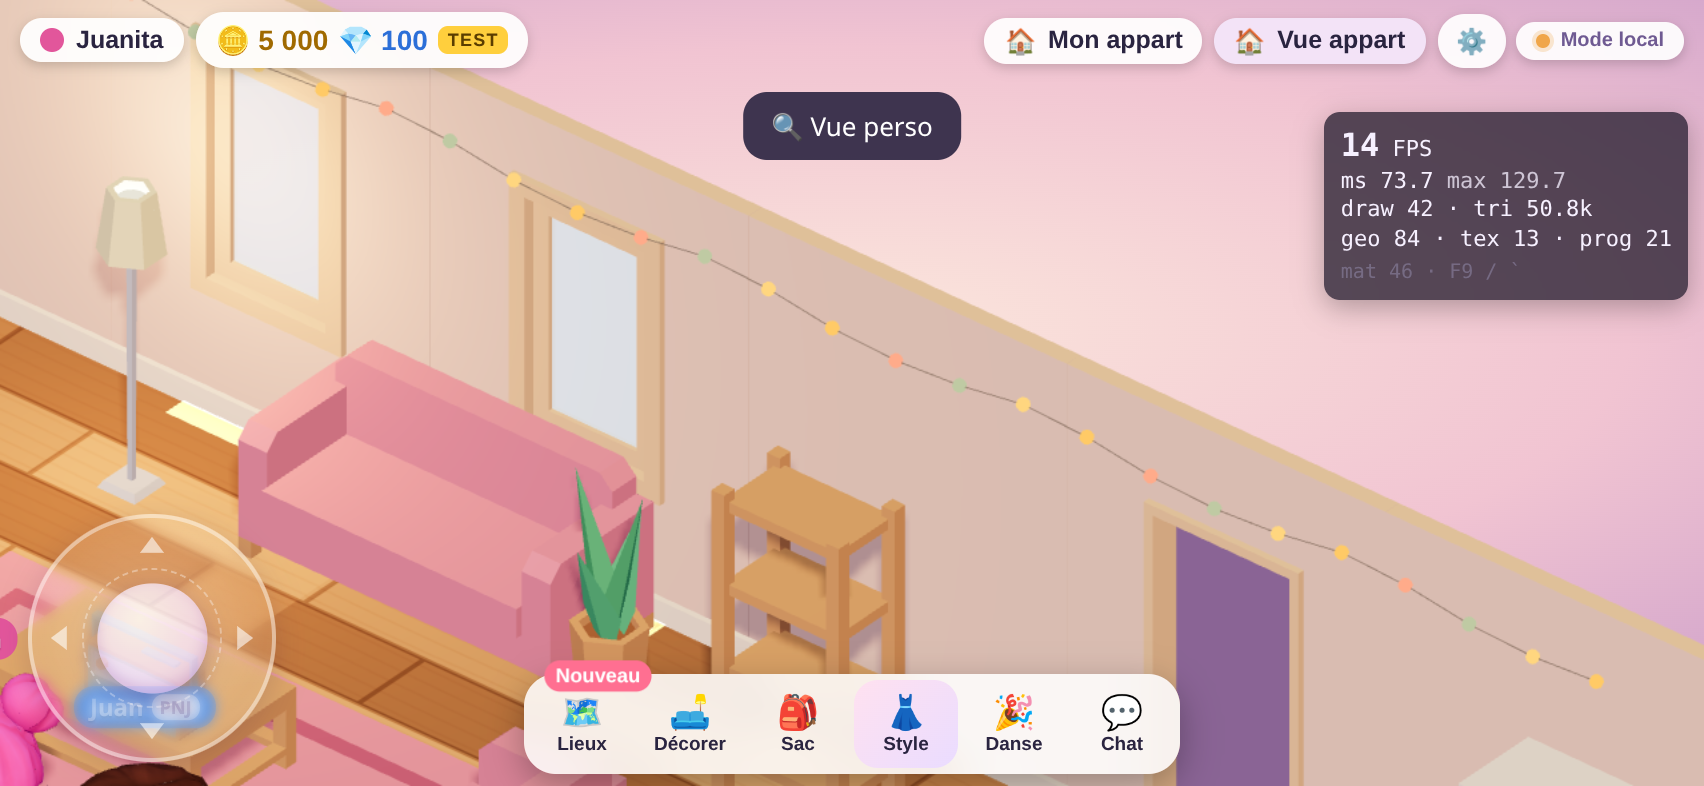 Juanita
5 000 100 TEST
Mon appart
Vue appart
Mode local
Vue perso
14 FPS
ms 73.7 max 129.7
draw 42 · tri 50.8k
geo 84 · tex 13 · prog 21
mat 46 · F9 / `
Juan PNJ
Nouveau
Lieux
Décorer
Sac
Style
Danse
Chat